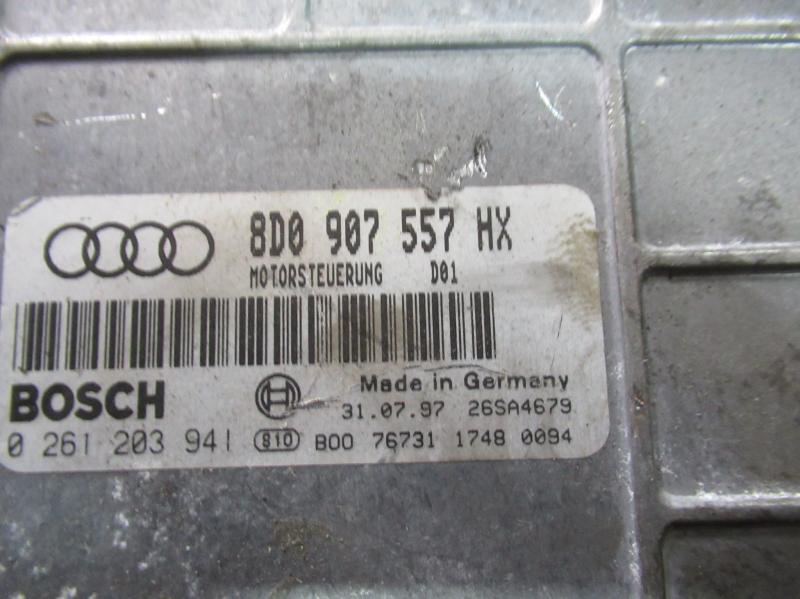 8D0 907 557 HX
MOTORSTEUERUNG D01
BOSCH
Made in Germany
31.07.97 26SA4679
0 261 203 941 S10 B00 76731 1748 0094